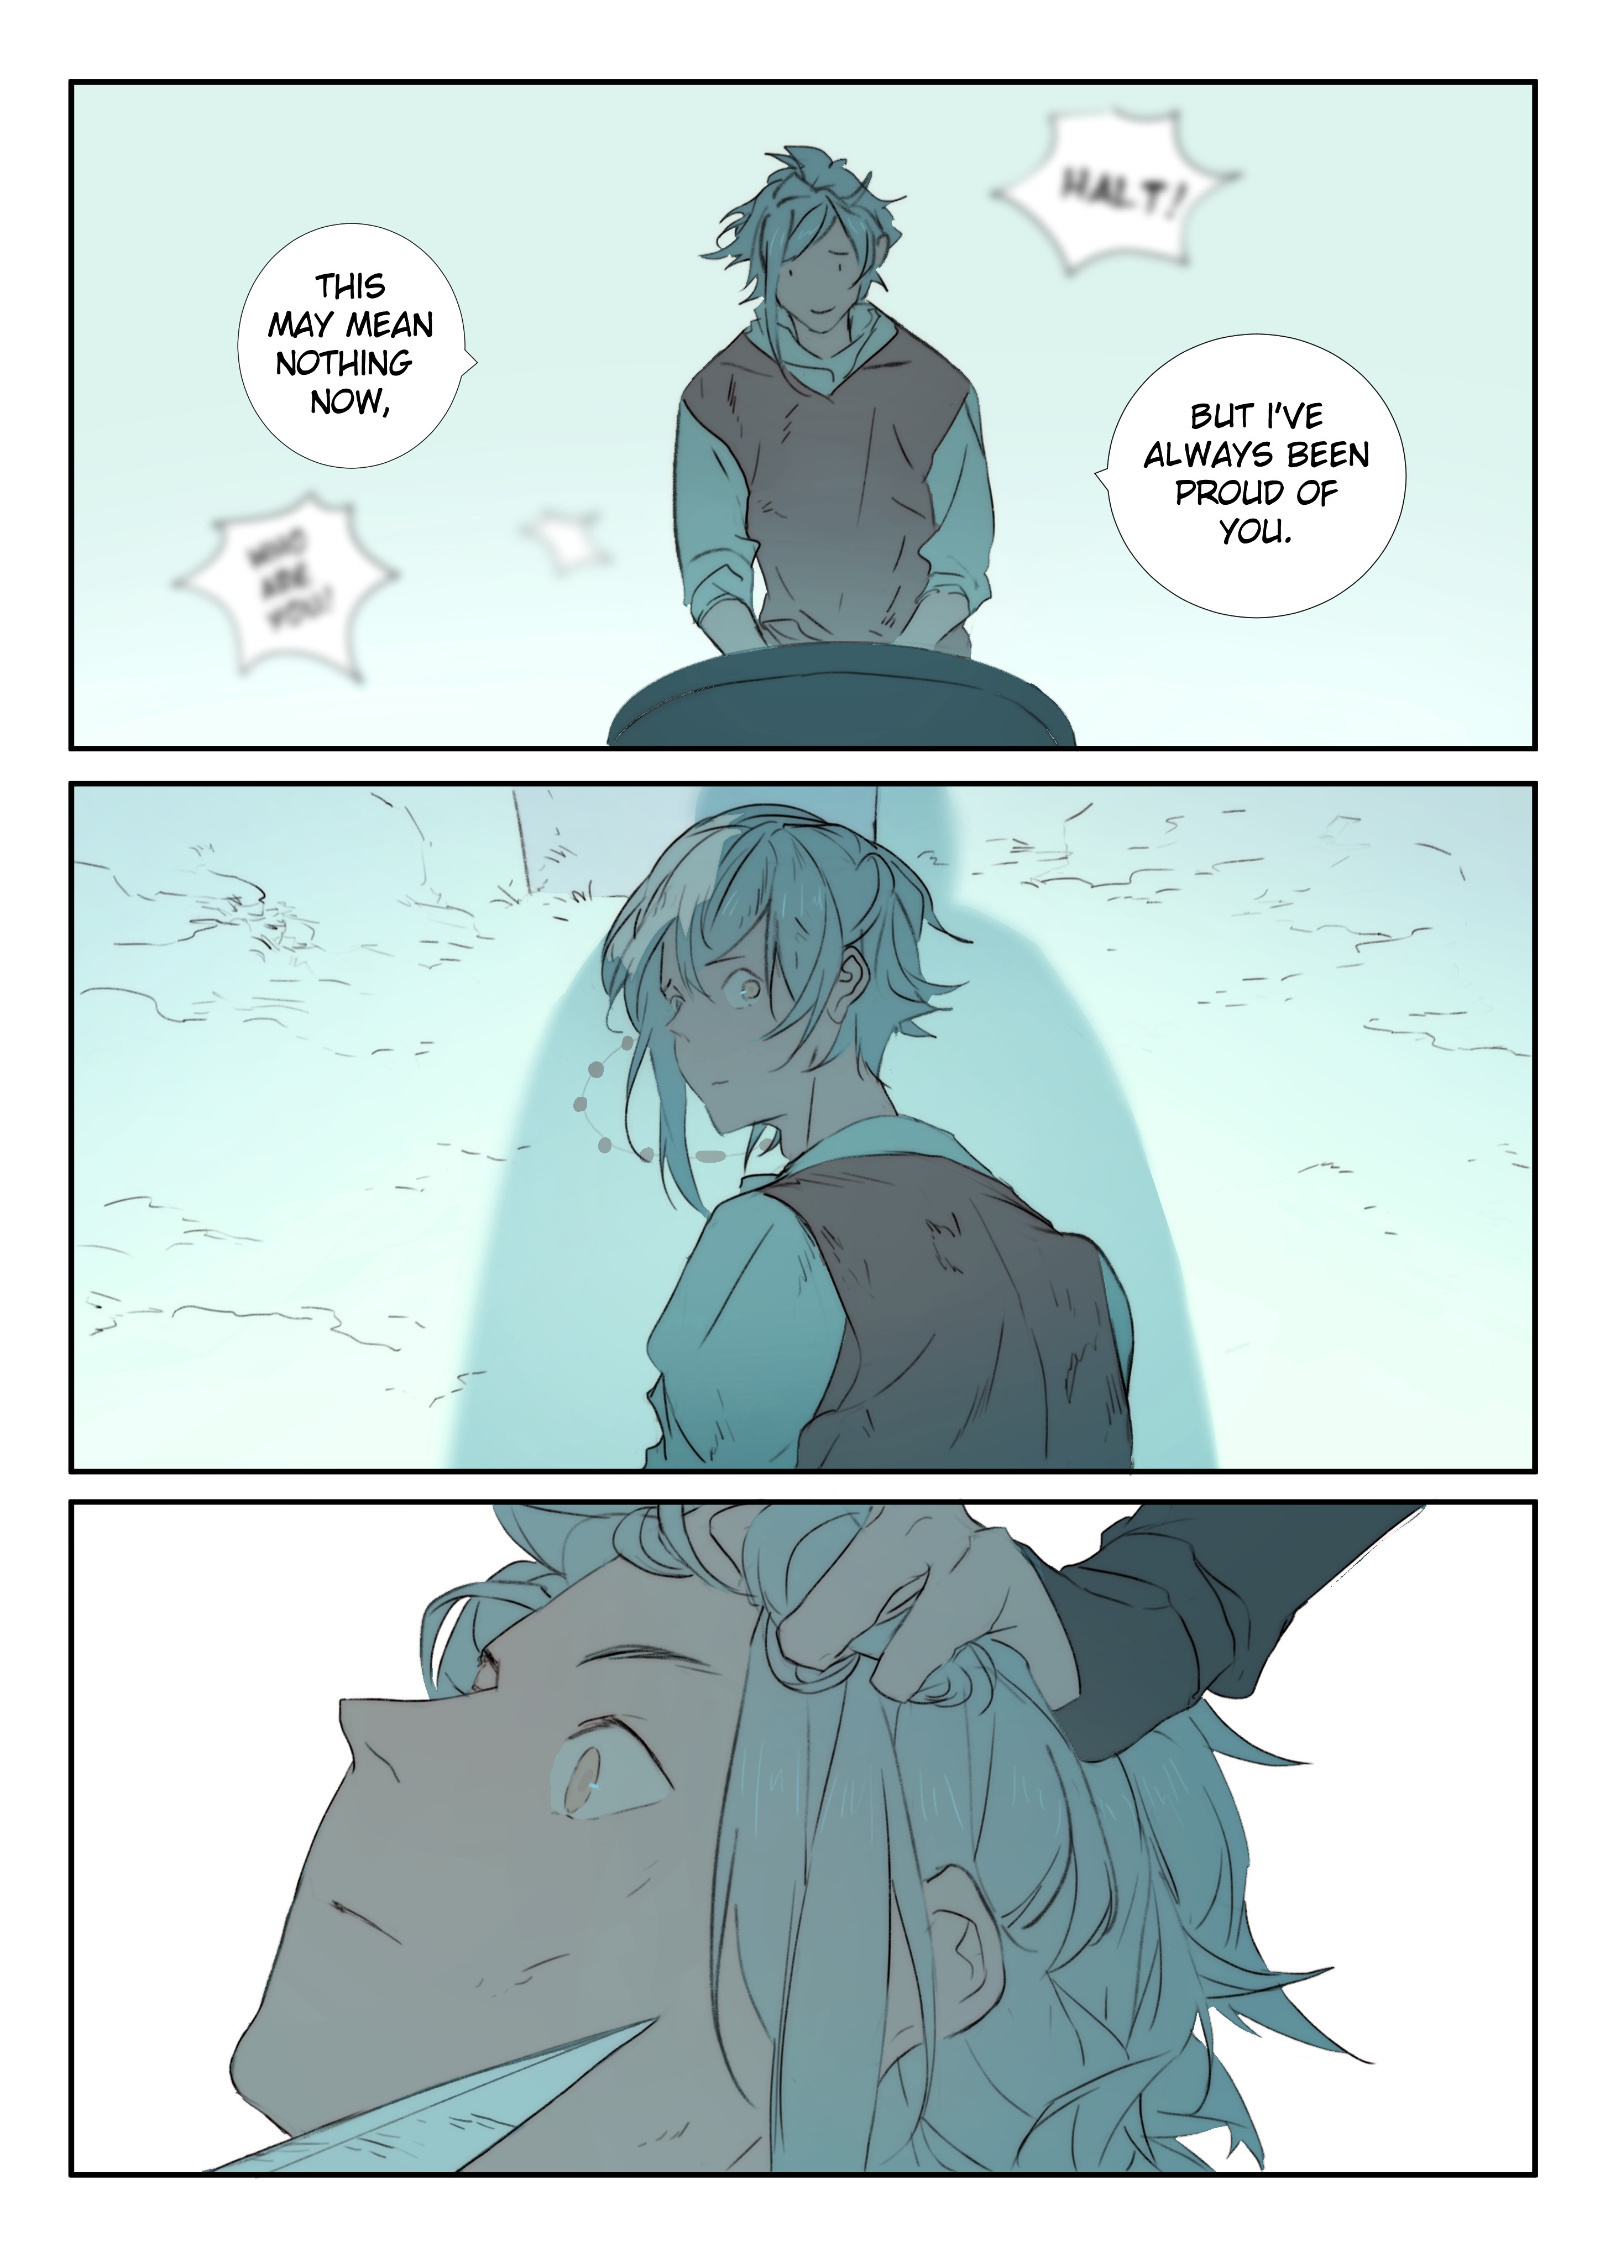 HALT!
THIS
MAY MEAN
NOTHING
NOW,
BUT I'VE
ALWAYS BEEN
PROUD OF
YOU.
WHO
ARE
YOU!